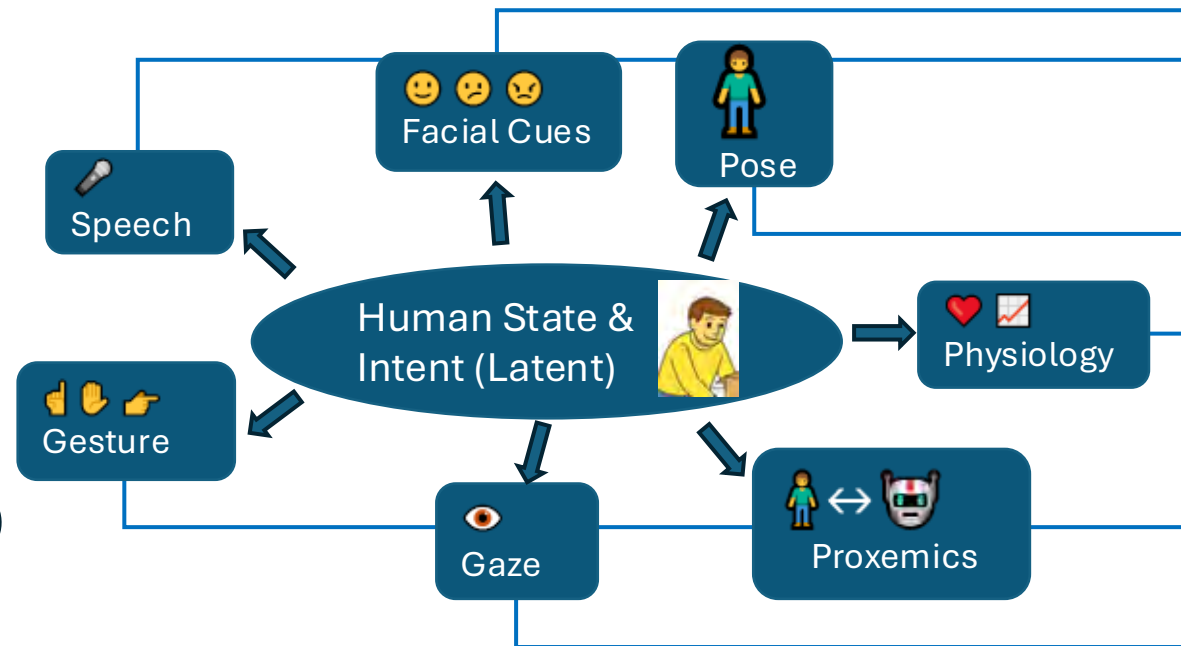 Facial Cues
Pose
Speech
Human State &
Intent (Latent)
Physiology
Gesture
Gaze
Proxemics